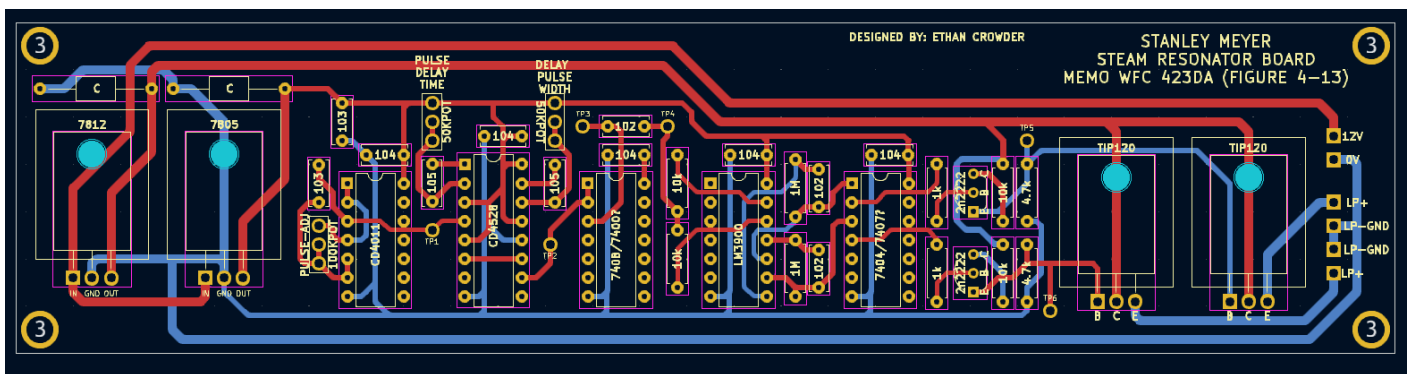 DESIGNED BY: ETHAN CROWDER
STANLEY MEYER
STEAM RESONATOR BOARD
MEMO WFC 423DA (FIGURE 4-13)
3
3
PULSE
DELAY
TIME
50KPOT
DELAY
PULSE
WIDTH
50KPOT
C
C
7812
7805
103
103
104
104
105
105
TP1
TP2
TP3
TP4
102
104
104
104
PULSE-ADJ
100KPOT
CD4011
CD4528
7408/7400?
10k
10k
LM3900
1M
1M
102
102
7404/7407?
1k
1k
2n2222
E B C
2n2222
E B C
10k
10k
4.7k
4.7k
TP5
TP6
TIP120
TIP120
12V
0V
LP+
LP-GND
LP-GND
LP+
IN GND OUT
IN GND OUT
B C E
B C E
3
3